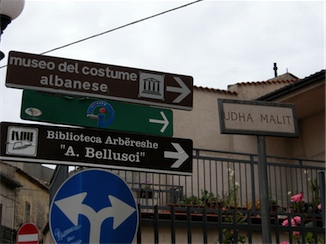 museo del costume
albanese
Biblioteca Arbëreshe
"A. Bellusci"
UDHA MALIT